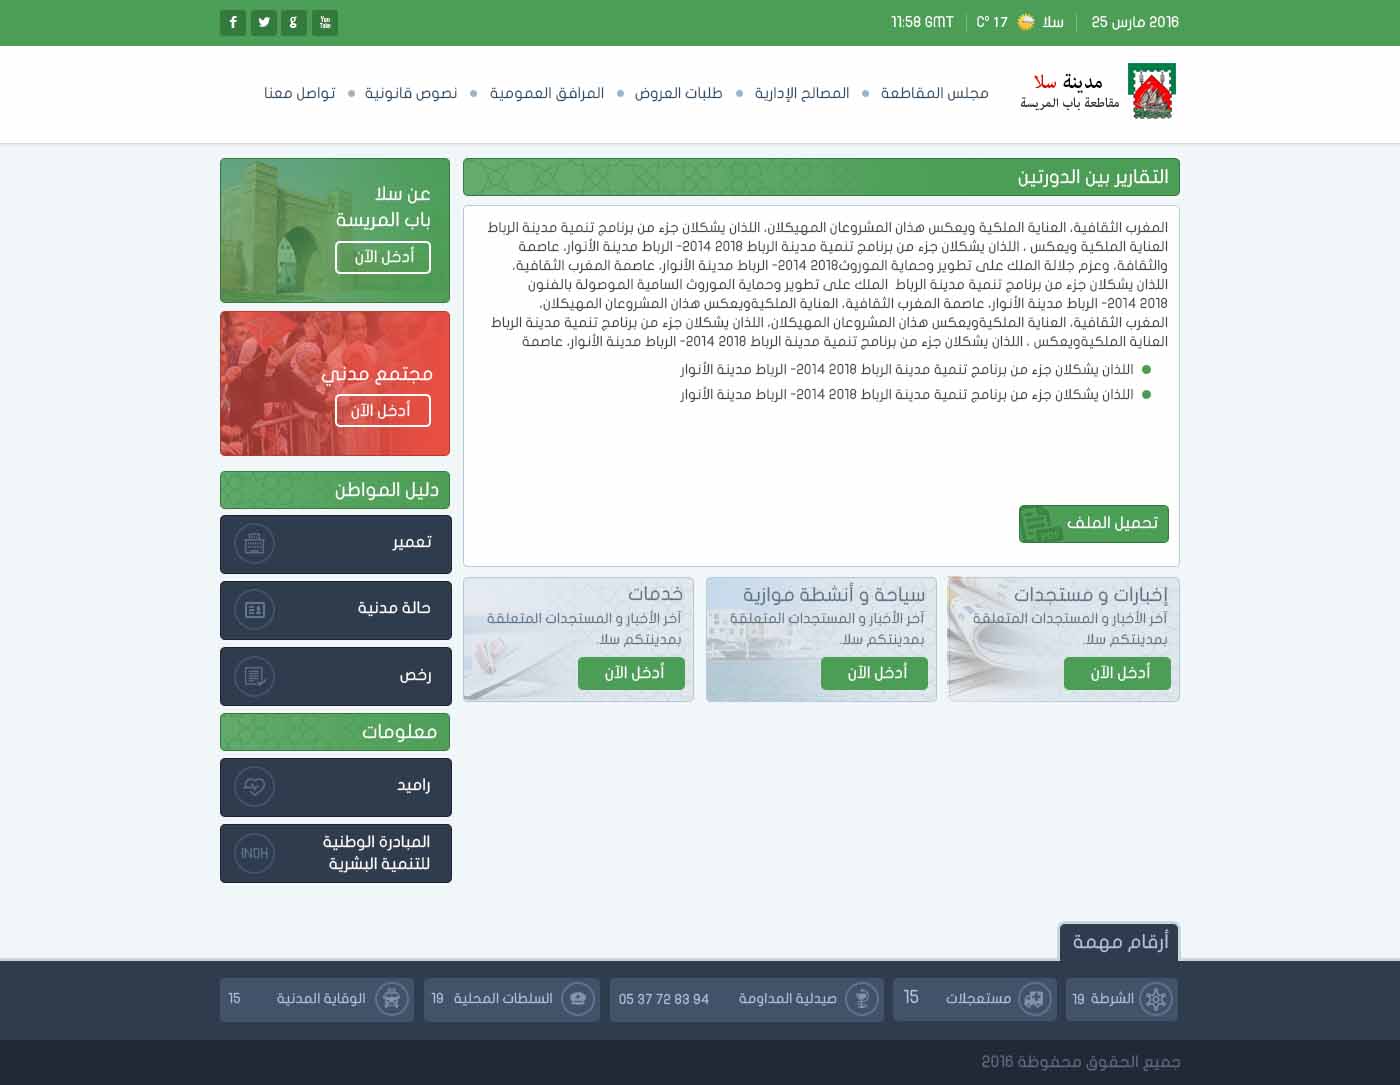 25 مارس 2016
سلا
17 °C
11:58 GMT
g
You
Tube
مدينة سلا
مقاطعة باب المريسة
مجلس المقاطعة
المصالح الإدارية
طلبات العروض
المرافق العمومية
نصوص قانونية
تواصل معنا
التقارير بين الدورتين
المغرب الثقافية، العناية الملكية ويعكس هذان المشروعان المهيكلان، اللذان يشكلان جزء من برنامج تنمية مدينة الرباط
العناية الملكية ويعكس ، اللذان يشكلان جزء من برنامج تنمية مدينة الرباط 2018 2014- الرباط مدينة الأنوار، عاصمة
والثقافة، وعزم جلالة الملك على تطوير وحماية الموروث2018 2014- الرباط مدينة الأنوار، عاصمة المغرب الثقافية،
اللذان يشكلان جزء من برنامج تنمية مدينة الرباط الملك على تطوير وحماية الموروث السامية الموصولة بالفنون
2018 2014- الرباط مدينة الأنوار، عاصمة المغرب الثقافية، العناية الملكيةويعكس هذان المشروعان المهيكلان،
المغرب الثقافية، العناية الملكيةويعكس هذان المشروعان المهيكلان، اللذان يشكلان جزء من برنامج تنمية مدينة الرباط
العناية الملكيةويعكس ، اللذان يشكلان جزء من برنامج تنمية مدينة الرباط 2018 2014- الرباط مدينة الأنوار، عاصمة
اللذان يشكلان جزء من برنامج تنمية مدينة الرباط 2018 2014- الرباط مدينة الأنوار
اللذان يشكلان جزء من برنامج تنمية مدينة الرباط 2018 2014- الرباط مدينة الأنوار
تحميل الملف
PDF
إخبارات و مستجدات
آخر الأخبار و المستجدات المتعلقة
بمدينتكم سلا.
أدخل الآن
سياحة و أنشطة موازية
آخر الأخبار و المستجدات المتعلقة
بمدينتكم سلا.
أدخل الآن
خدمات
آخر الأخبار و المستجدات المتعلقة
بمدينتكم سلا.
أدخل الآن
عن سلا
باب المريسة
أدخل الآن
مجتمع مدني
أدخل الآن
دليل المواطن
تعمير
حالة مدنية
رخص
معلومات
راميد
المبادرة الوطنية
للتنمية البشرية
INDH
أرقام مهمة
الشرطة 19
مستعجلات 15
صيدلية المداومة 05 37 72 83 94
السلطات المحلية 19
الوقاية المدنية 15
جميع الحقوق محفوظة 2016